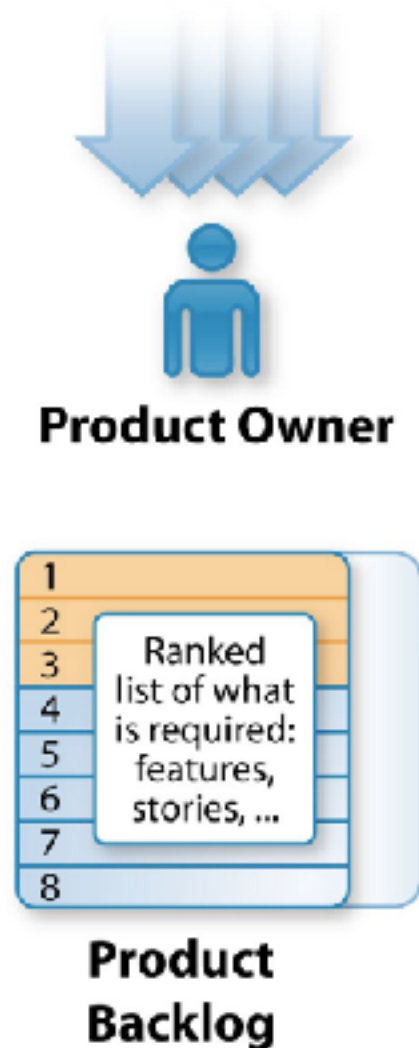 Product Owner
1
2
3
4
5
6
7
8
Ranked
list of what
is required:
features,
stories, ...
Product
Backlog